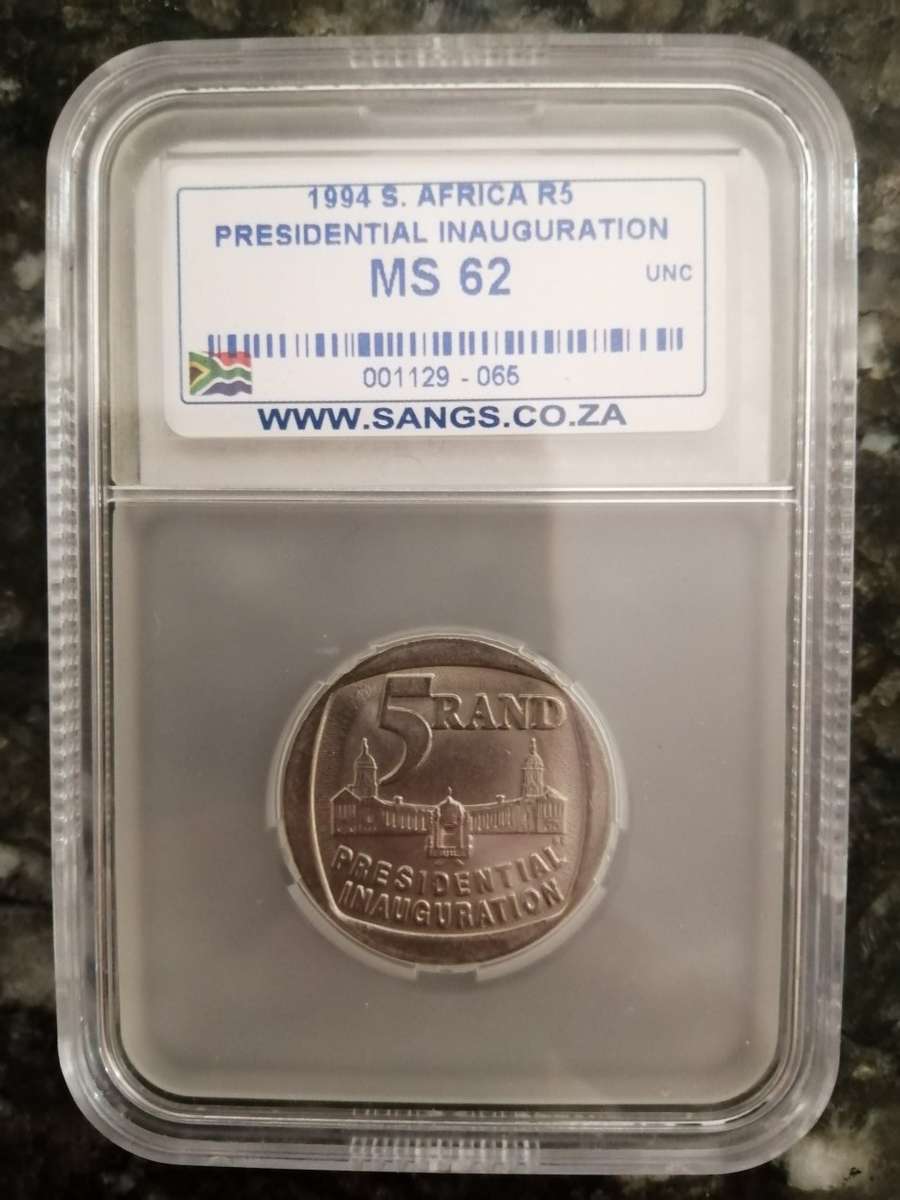 1994 S. AFRICA R5
PRESIDENTIAL INAUGURATION
MS 62
UNC
001129 - 065
WWW.SANGS.CO.ZA
5 RAND
PRESIDENTIAL
INAUGURATION